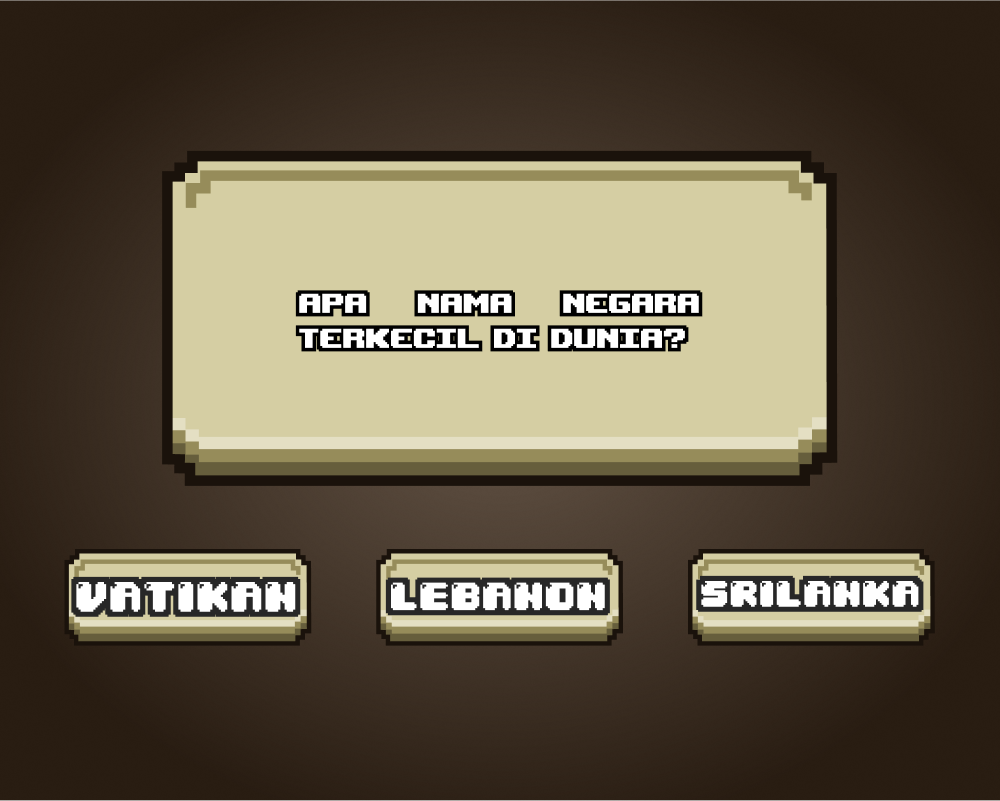 APA NAMA NEGARA
TERKECIL DI DUNIA?
VATIKAN
LEBANON
SRILANKA